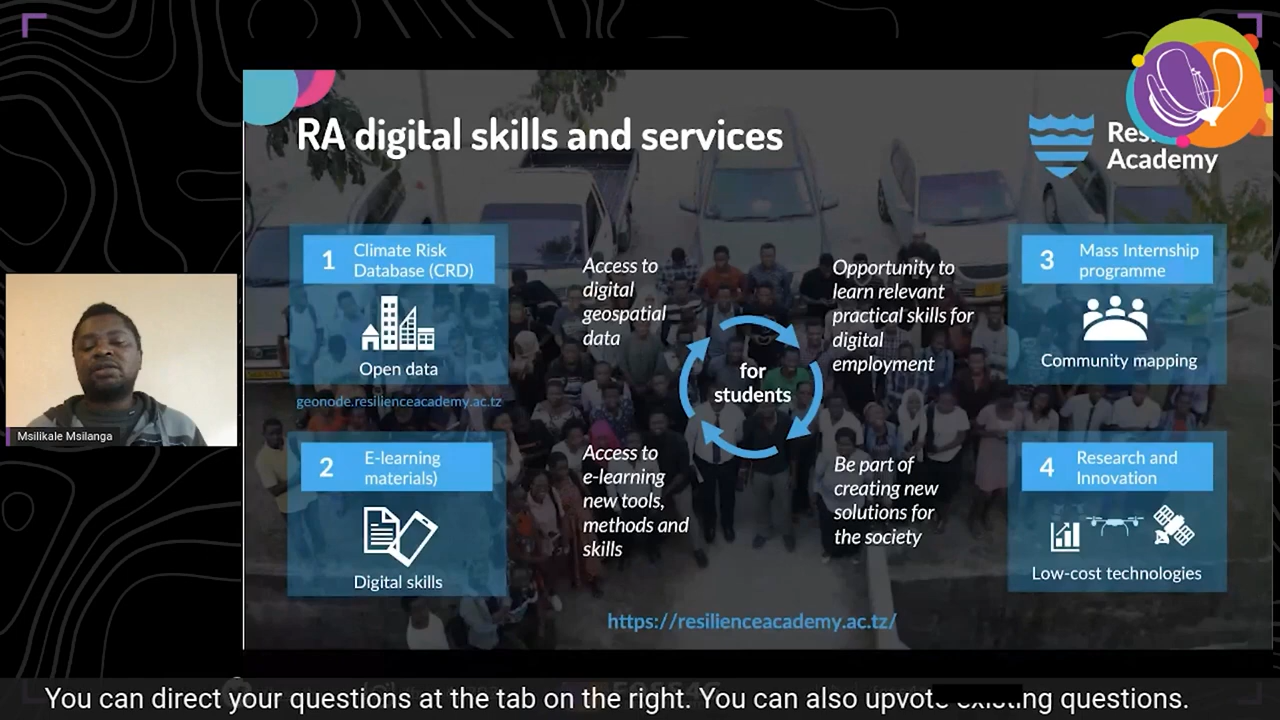 RA digital skills and services
Academy
1
Climate Risk
Database (CRD)
Open data
geonode.resilienceacademy.ac.tz
2
E-learning
materials)
Digital skills
Access to
digital
geospatial
data
Access to
e-learning
new tools,
methods and
skills
for
students
Opportunity to
learn relevant
practical skills for
digital
employment
Be part of
creating new
solutions for
the society
3
Mass Internship
programme
Community mapping
4
Research and
Innovation
Low-cost technologies
https://resilienceacademy.ac.tz/
Msilikale Msilanga
You can direct your questions at the tab on the right. You can also upvote existing questions.